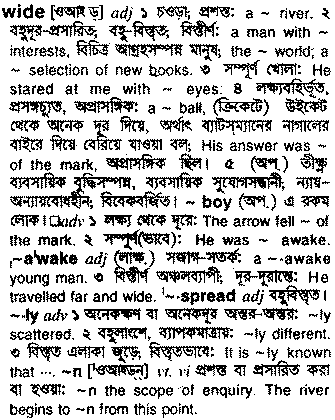 wide [ওআইড্] adj ১ চওড়া, প্রশস্ত: a ~ river. ২
বহুদূর-প্রসারিত, বহু-বিস্তৃত; বিস্তীর্ণ: a man with ~
interests, বিচিত্র আগ্রহসম্পন্ন মানুষ; the ~ world; a
~ selection of new books. ৩ সম্পূর্ণ খোলা: He
stared at me with ~ eyes. ৪ লক্ষ্যবহির্ভূত,
প্রসঙ্গচ্যুত, অপ্রাসঙ্গিক: a ~ ball, (ক্রিকেটে) উইকেট
থেকে অনেক দূর দিয়ে, অর্থাৎ ব্যাটসম্যানের নাগালের
বাইরে দিয়ে বেরিয়ে যাওয়া বল; His answer was ~
of the mark, অপ্রাসঙ্গিক ছিল। ৫ (অপ.) তীক্ষ্ণ
ব্যবসায়িক বুদ্ধিসম্পন্ন, ব্যবসায়িক সুযোগসন্ধানী, ন্যায়-
অন্যায়বোধহীন; বিবেকবর্জিত। ~ boy (অপ.) এ রকম
লোক। □adv ১ লক্ষ্য থেকে দূরে: The arrow fell ~ of
the mark. ২ সম্পূর্ণ(ভাবে): He was ~ awake.
~-a'wake adj (লাক্ষ.) সজাগ-সতর্ক: a ~-awake
young man. ৩ বিস্তীর্ণ অঞ্চলব্যাপী; দূর-দূরান্তে: He
travelled far and wide. '~-spread adj বহুবিস্তৃত।
~-ly adv ১ অনেকক্ষণ বা অনেকদূর অন্তর-অন্তর: ~ly
scattered. ২ বহুলাংশে, ব্যাপকমাত্রায়: ~ly different.
৩ বিস্তৃত এলাকা জুড়ে, বিস্তৃতভাবে: It is ~ly known
that ··· ~n ['ওআইড্ন্] vt. vi প্রশস্ত বা প্রসারিত করা
বা হওয়া: ~n the scope of enquiry. The river
begins to ~n from this point.